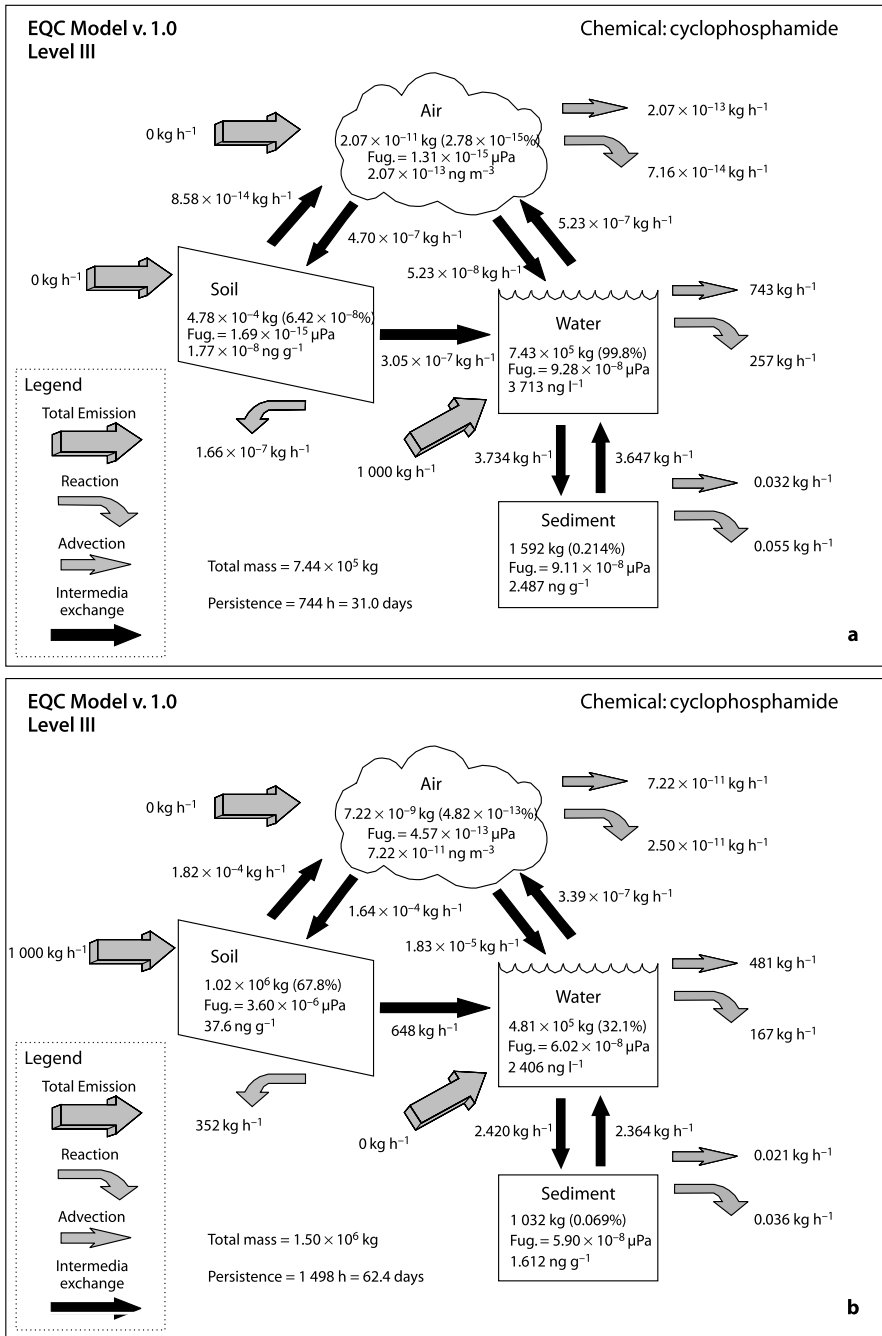 EQC Model v. 1.0
Level III
Chemical: cyclophosphamide
Air
2.07 × 10⁻¹¹ kg (2.78 × 10⁻¹⁵%)
Fug. = 1.31 × 10⁻¹⁵ μPa
2.07 × 10⁻¹³ ng m⁻³
0 kg h⁻¹
2.07 × 10⁻¹³ kg h⁻¹
7.16 × 10⁻¹⁴ kg h⁻¹
8.58 × 10⁻¹⁴ kg h⁻¹
4.70 × 10⁻⁷ kg h⁻¹
5.23 × 10⁻⁷ kg h⁻¹
5.23 × 10⁻⁸ kg h⁻¹
0 kg h⁻¹
Soil
4.78 × 10⁻⁴ kg (6.42 × 10⁻⁸%)
Fug. = 1.69 × 10⁻¹⁵ μPa
1.77 × 10⁻⁸ ng g⁻¹
3.05 × 10⁻⁷ kg h⁻¹
1.66 × 10⁻⁷ kg h⁻¹
Water
7.43 × 10⁵ kg (99.8%)
Fug. = 9.28 × 10⁻⁸ μPa
3 713 ng l⁻¹
743 kg h⁻¹
257 kg h⁻¹
1 000 kg h⁻¹
3.734 kg h⁻¹
3.647 kg h⁻¹
Sediment
1 592 kg (0.214%)
Fug. = 9.11 × 10⁻⁸ μPa
2.487 ng g⁻¹
0.032 kg h⁻¹
0.055 kg h⁻¹
Legend
Total Emission
Reaction
Advection
Intermedia
exchange
Total mass = 7.44 × 10⁵ kg
Persistence = 744 h = 31.0 days
a
EQC Model v. 1.0
Level III
Chemical: cyclophosphamide
Air
7.22 × 10⁻⁹ kg (4.82 × 10⁻¹³%)
Fug. = 4.57 × 10⁻¹³ μPa
7.22 × 10⁻¹¹ ng m⁻³
0 kg h⁻¹
7.22 × 10⁻¹¹ kg h⁻¹
2.50 × 10⁻¹¹ kg h⁻¹
1.82 × 10⁻⁴ kg h⁻¹
1.64 × 10⁻⁴ kg h⁻¹
3.39 × 10⁻⁷ kg h⁻¹
1.83 × 10⁻⁵ kg h⁻¹
1 000 kg h⁻¹
Soil
1.02 × 10⁶ kg (67.8%)
Fug. = 3.60 × 10⁻⁶ μPa
37.6 ng g⁻¹
648 kg h⁻¹
352 kg h⁻¹
Water
4.81 × 10⁵ kg (32.1%)
Fug. = 6.02 × 10⁻⁸ μPa
2 406 ng l⁻¹
481 kg h⁻¹
167 kg h⁻¹
0 kg h⁻¹
2.420 kg h⁻¹
2.364 kg h⁻¹
Sediment
1 032 kg (0.069%)
Fug. = 5.90 × 10⁻⁸ μPa
1.612 ng g⁻¹
0.021 kg h⁻¹
0.036 kg h⁻¹
Legend
Total Emission
Reaction
Advection
Intermedia
exchange
Total mass = 1.50 × 10⁶ kg
Persistence = 1 498 h = 62.4 days
b